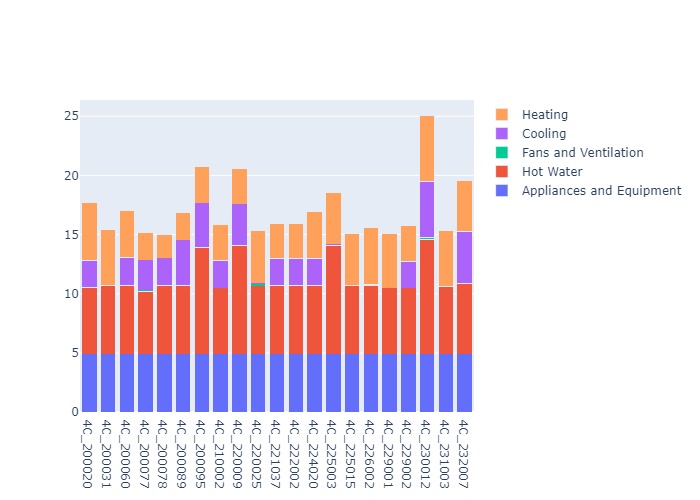 25
20
15
10
5
0
Heating
Cooling
Fans and Ventilation
Hot Water
Appliances and Equipment
4C_200020
4C_200031
4C_200060
4C_200077
4C_200078
4C_200089
4C_200095
4C_210002
4C_220009
4C_220025
4C_221037
4C_222002
4C_224020
4C_225003
4C_225015
4C_226002
4C_229001
4C_229002
4C_230012
4C_231003
4C_232007